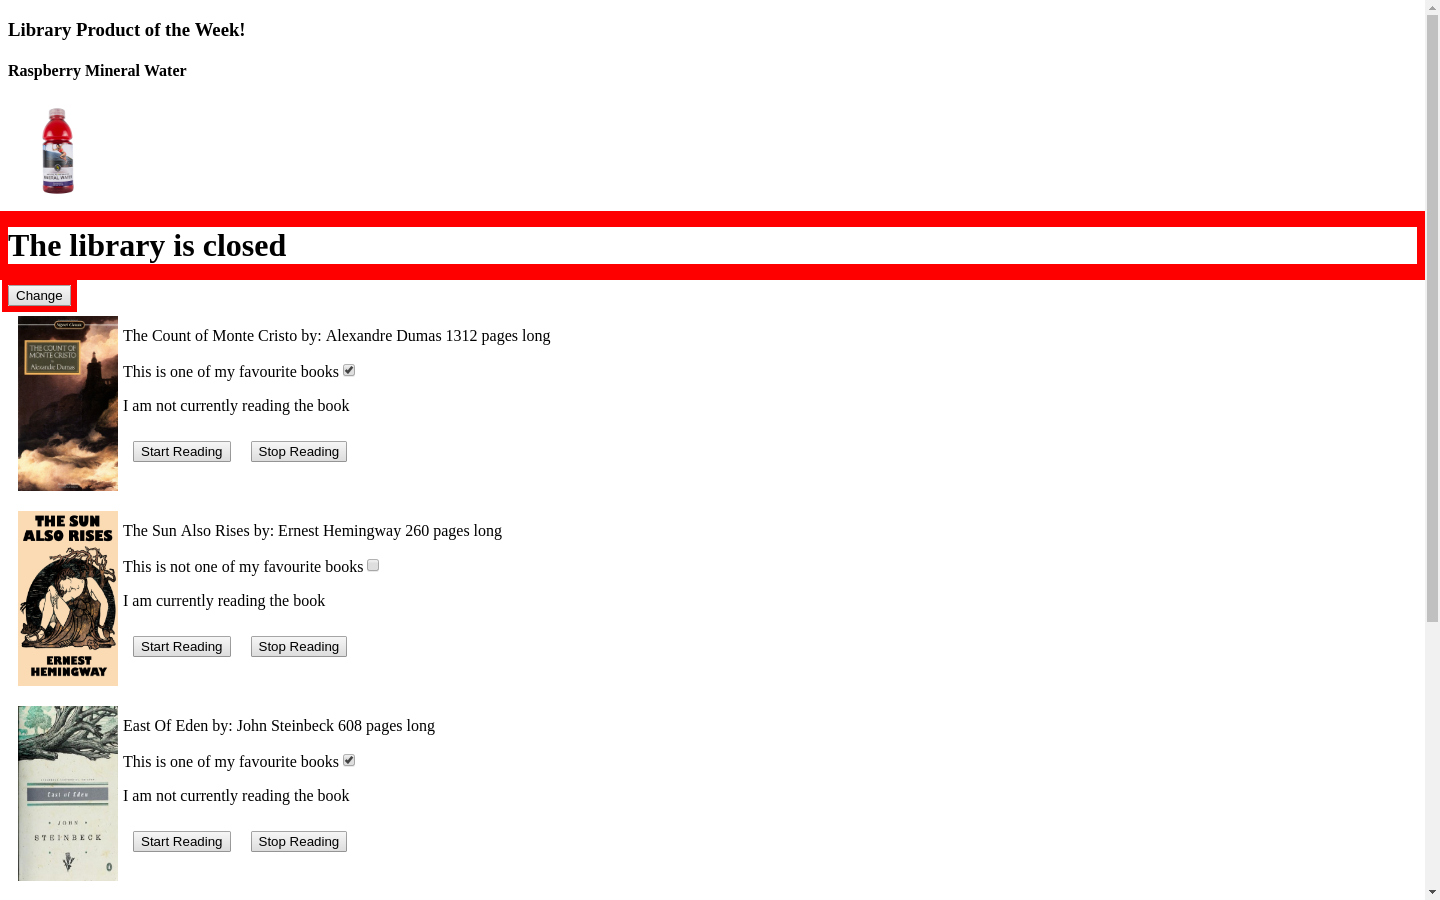 Library Product of the Week!
Raspberry Mineral Water
The library is closed
Change
THE COUNT OF
MONTE CRISTO
Alexandre Dumas
The Count of Monte Cristo by: Alexandre Dumas 1312 pages long
This is one of my favourite books
I am not currently reading the book
Start Reading Stop Reading
THE SUN
ALSO RISES
ERNEST
HEMINGWAY
The Sun Also Rises by: Ernest Hemingway 260 pages long
This is not one of my favourite books
I am currently reading the book
Start Reading Stop Reading
East of Eden
JOHN
STEINBECK
East Of Eden by: John Steinbeck 608 pages long
This is one of my favourite books
I am not currently reading the book
Start Reading Stop Reading